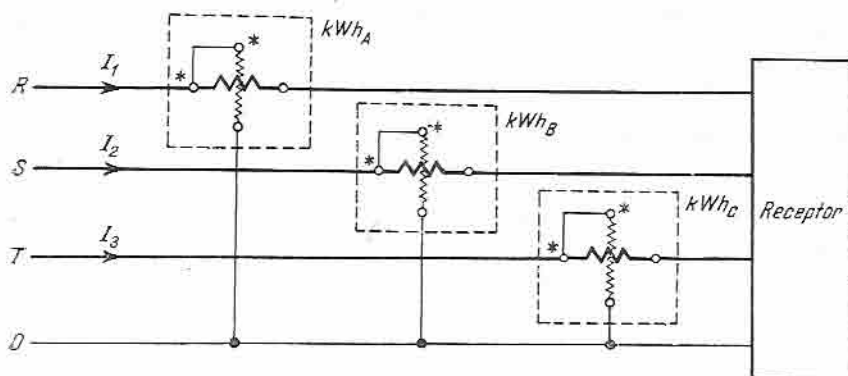 kWh_A
* *
I_1
R
kWh_B
* *
I_2
S
kWh_C
* *
Receptor
I_3
T
0